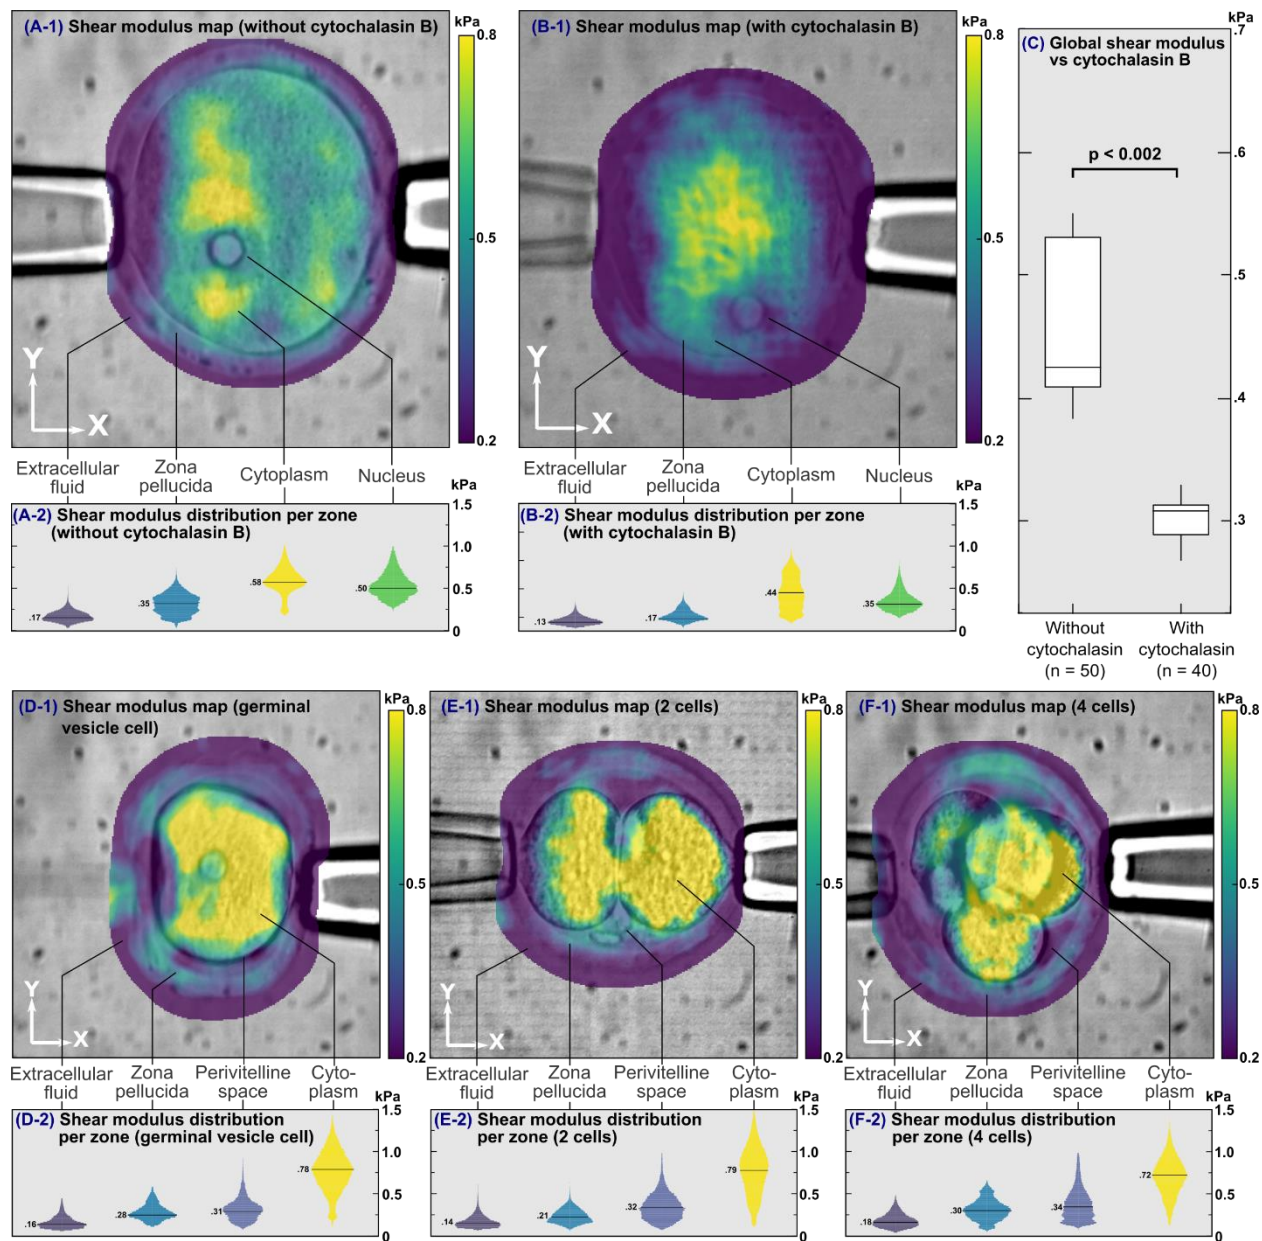 (A-1) Shear modulus map (without cytochalasin B)
kPa
0.8
0.5
0.2
Y
X
(B-1) Shear modulus map (with cytochalasin B)
kPa
0.8
0.5
0.2
Y
X
(C) Global shear modulus
vs cytochalasin B
kPa
.7
.6
.5
.4
.3
p < 0.002
Without
cytochalasin
(n = 50)
With
cytochalasin
(n = 40)
Extracellular
fluid
Zona
pellucida
Cytoplasm
Nucleus
Extracellular
fluid
Zona
pellucida
Cytoplasm
Nucleus
(A-2) Shear modulus distribution per zone
(without cytochalasin B)
kPa
1.5
1.0
0.5
0
.17
.35
.58
.50
(B-2) Shear modulus distribution per zone
(with cytochalasin B)
kPa
1.5
1.0
0.5
0
.13
.17
.44
.35
(D-1) Shear modulus map (germinal
vesicle cell)
kPa
0.8
0.5
0.2
Y
X
(E-1) Shear modulus map (2 cells)
kPa
0.8
0.5
0.2
Y
X
(F-1) Shear modulus map (4 cells)
kPa
0.8
0.5
0.2
Y
X
Extracellular
fluid
Zona
pellucida
Perivitelline
space
Cyto-
plasm
Extracellular
fluid
Zona
pellucida
Perivitelline
space
Cyto-
plasm
Extracellular
fluid
Zona
pellucida
Perivitelline
space
Cyto-
plasm
(D-2) Shear modulus distribution
per zone (germinal vesicle cell)
kPa
1.5
1.0
0.5
0
.16
.28
.31
.78
(E-2) Shear modulus distribution
per zone (2 cells)
kPa
1.5
1.0
0.5
0
.14
.21
.32
.79
(F-2) Shear modulus distribution
per zone (4 cells)
kPa
1.5
1.0
0.5
0
.18
.30
.34
.72